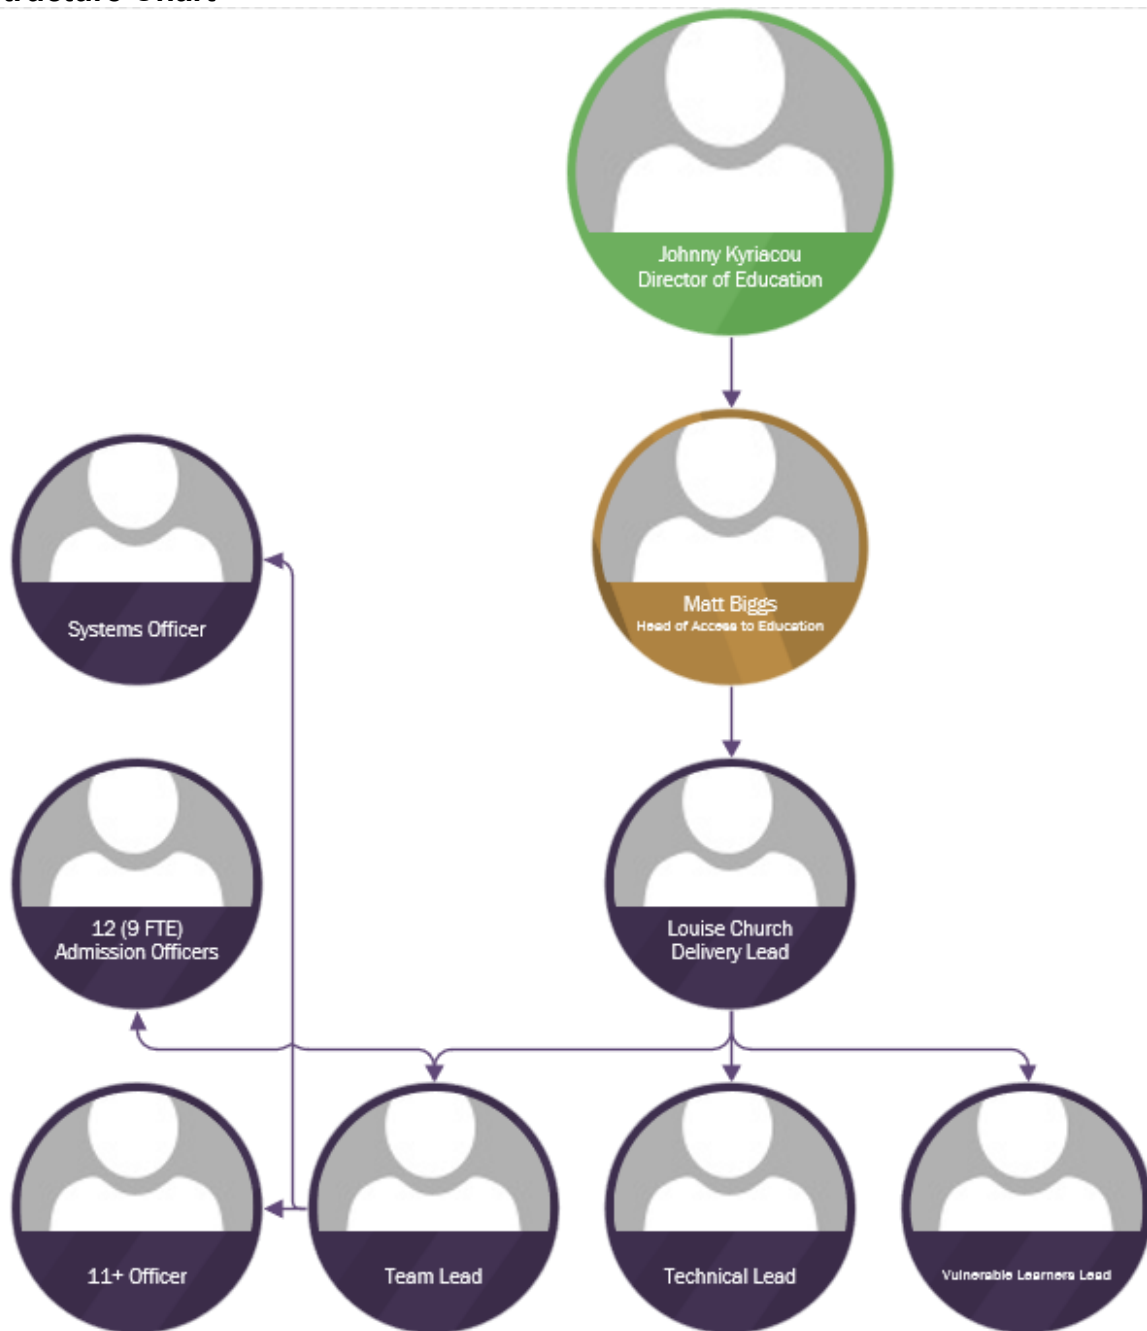 Johnny Kyriacou
Director of Education
Matt Biggs
Head of Access to Education
Systems Officer
12 (9 FTE)
Admission Officers
Louise Church
Delivery Lead
11+ Officer
Team Lead
Technical Lead
Vulnerable Learners Lead